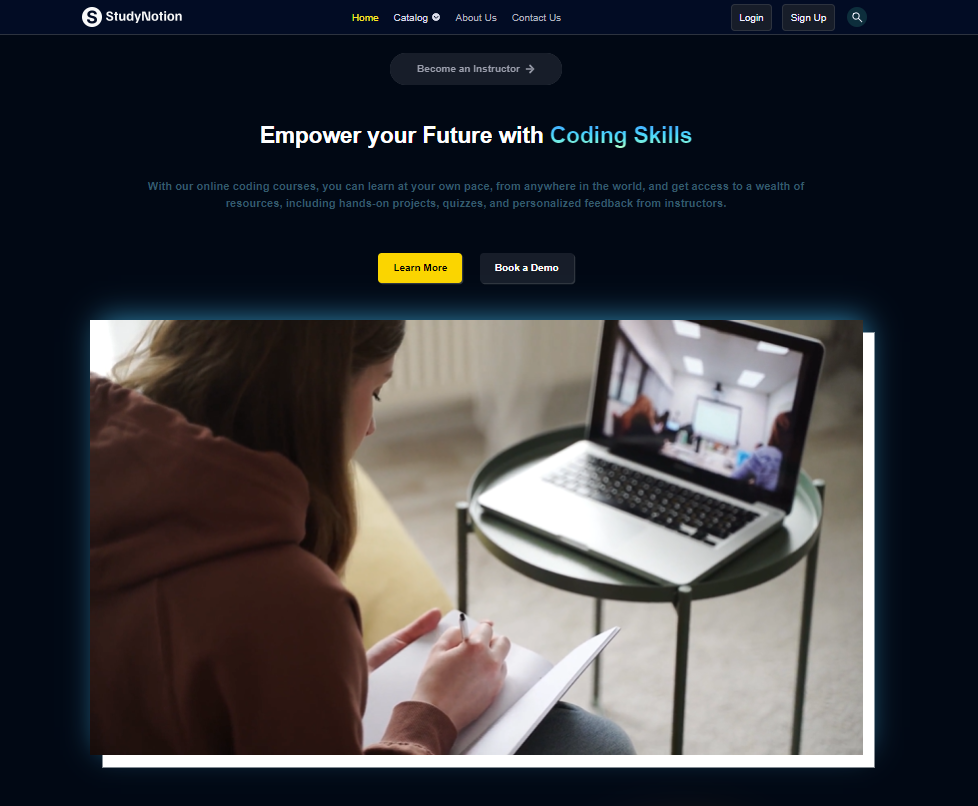 StudyNotion
Home Catalog About Us Contact Us Login Sign Up
Become an Instructor
Empower your Future with Coding Skills
With our online coding courses, you can learn at your own pace, from anywhere in the world, and get access to a wealth of
resources, including hands-on projects, quizzes, and personalized feedback from instructors.
Learn More Book a Demo